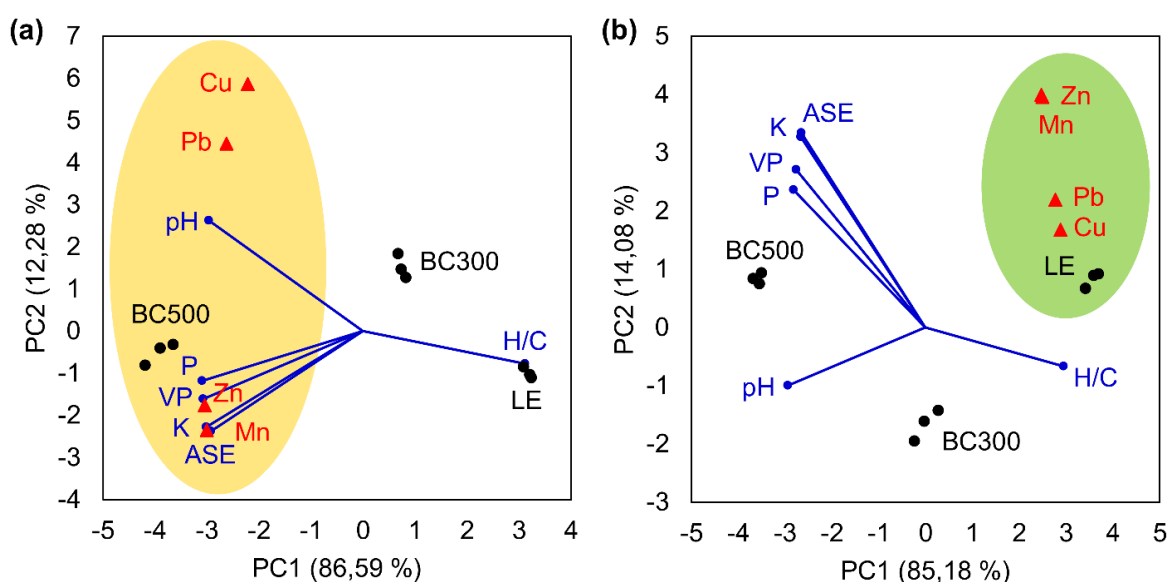 (a)
7
6
5
4
3
2
1
0
-1
-2
-3
-4
PC2 (12,28 %)
Cu
Pb
pH
BC300
BC500
H/C
P
VP
Zn
LE
K
Mn
ASE
-5 -4 -3 -2 -1 0 1 2 3 4
PC1 (86,59 %)
(b)
5
4
3
2
1
0
-1
-2
-3
PC2 (14,08 %)
Zn
Mn
K ASE
VP
P
Pb
Cu
BC500
LE
pH
H/C
BC300
-5 -4 -3 -2 -1 0 1 2 3 4 5
PC1 (85,18 %)